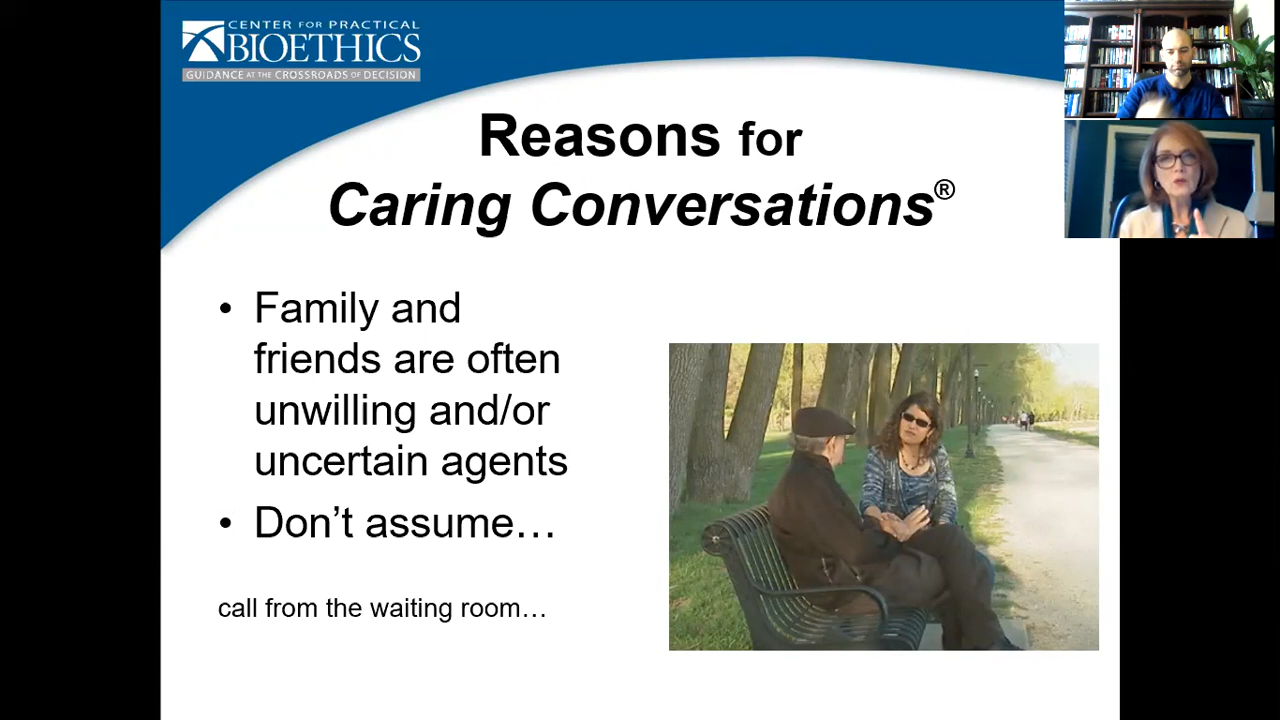 CENTER FOR PRACTICAL
BIOETHICS
GUIDANCE AT THE CROSSROADS OF DECISION
Reasons for
Caring Conversations®
• Family and
friends are often
unwilling and/or
uncertain agents
• Don’t assume…
call from the waiting room…